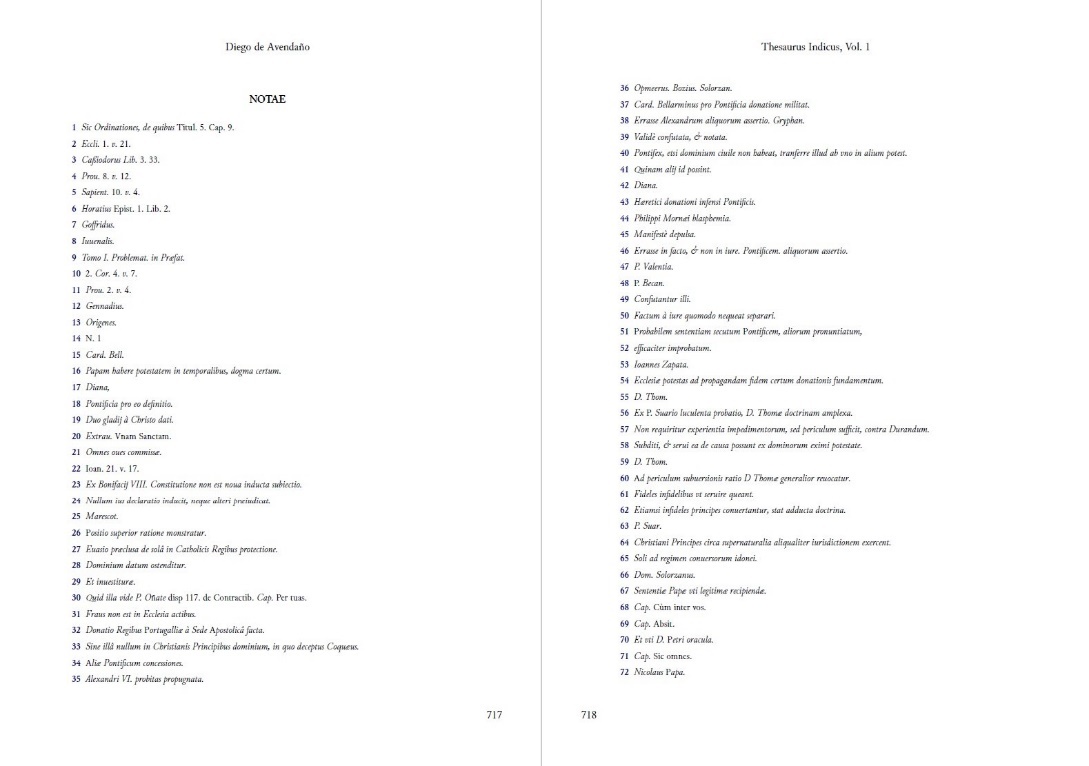 Diego de Avendaño
NOTAE
1 Sic Ordinationes, de quibus Titul. 5. Cap. 9.
2 Eccli. 1. v. 21.
3 Caßiodorus Lib. 3. 33.
4 Prou. 8. v. 12.
5 Sapient. 10. v. 4.
6 Horatius Epist. 1. Lib. 2.
7 Goffridus.
8 Iuuenalis.
9 Tomo I. Problemat. in Præfat.
10 2. Cor. 4. v. 7.
11 Prou. 2. v. 4.
12 Gennadius.
13 Origenes.
14 N. 1
15 Card. Bell.
16 Papam habere potestatem in temporalibus, dogma certum.
17 Diana,
18 Pontificia pro eo definitio.
19 Duo gladij à Christo dati.
20 Extrau. Vnam Sanctam.
21 Omnes oues commissæ.
22 Ioan. 21. v. 17.
23 Ex Bonifacij VIII. Constitutione non est noua inducta subiectio.
24 Nullum ius declaratio inducit, neque alteri præiudicat.
25 Marescot.
26 Positio superior ratione monstratur.
27 Euasio præclusa de solâ in Catholicis Regibus protectione.
28 Dominium datum ostenditur.
29 Et inuestituræ.
30 Quid illa vide P. Oñate disp 117. de Contractib. Cap. Per tuas.
31 Fraus non est in Ecclesia actibus.
32 Donatio Regibus Portugalliæ à Sede Apostolicâ facta.
33 Sine illâ nullum in Christianis Principibus dominium, in quo deceptus Coquæus.
34 Aliæ Pontificum concessiones.
35 Alexandri VI. probitas propugnata.
717
Thesaurus Indicus, Vol. 1
36 Opmeerus. Bozius. Solorzan.
37 Card. Bellarminus pro Pontificia donatione militat.
38 Errasse Alexandrum aliquorum assertio. Gryphan.
39 Validè confutata, & notata.
40 Pontifex, etsi dominium ciuile non habeat, tranferre illud ab vno in alium potest.
41 Quinam alij id possint.
42 Diana.
43 Hæretici donationi infensi Pontificis.
44 Philippi Mornæi blasphemia.
45 Manifestè depulsa.
46 Errasse in facto, & non in iure. Pontificem. aliquorum assertio.
47 P. Valentia.
48 P. Becan.
49 Confutantur illi.
50 Factum à iure quomodo nequeat separari.
51 Probabilem sententiam secutum Pontificem, aliorum pronuntiatum,
52 efficaciter improbatum.
53 Ioannes Zapata.
54 Ecclesiæ potestas ad propagandam fidem certum donationis fundamentum.
55 D. Thom.
56 Ex P. Suario luculenta probatio, D. Thomæ doctrinam amplexa.
57 Non requiritur experientia impedimentorum, sed periculum sufficit, contra Durandum.
58 Subditi, & serui ea de causa possunt ex dominorum eximi potestate.
59 D. Thom.
60 Ad periculum subuersionis ratio D Thomæ generalior reuocatur.
61 Fideles infidelibus vt seruire queant.
62 Etiamsi infideles principes conuertantur, stat adducta doctrina.
63 P. Suar.
64 Christiani Principes circa supernaturalia aliqualiter iurisdictionem exercent.
65 Soli ad regimen conuersorum idonei.
66 Dom. Solorzanus.
67 Sententiæ Papæ vti legitimæ recipiendæ.
68 Cap. Cùm inter vos.
69 Cap. Absit.
70 Et vti D. Petri oracula.
71 Cap. Sic omnes.
72 Nicolaus Papa.
718